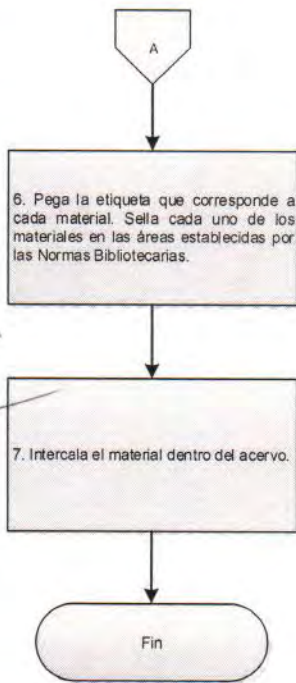 A
6. Pega la etiqueta que corresponde a
cada material. Sella cada uno de los
materiales en las áreas establecidas por
las Normas Bibliotecarias.
7. Intercala el material dentro del acervo.
Fin